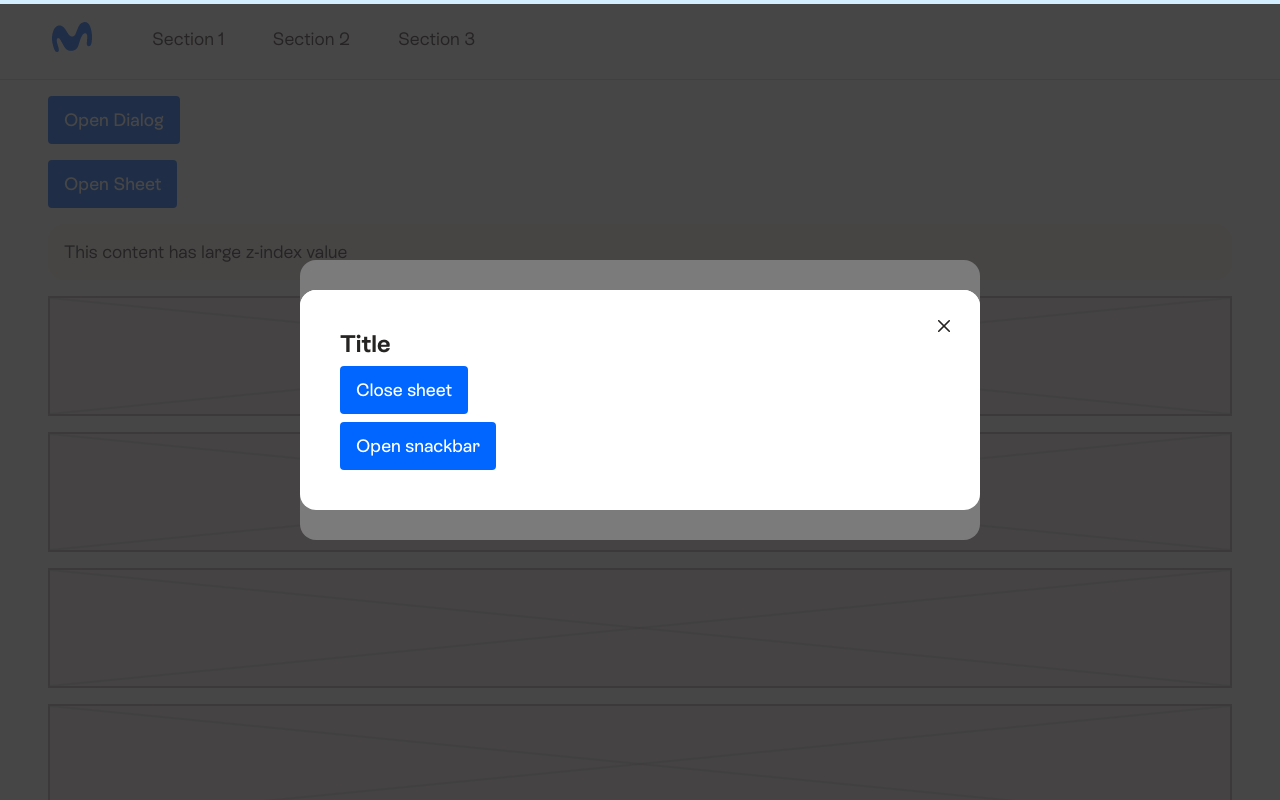 Section 1 Section 2 Section 3
Open Dialog
Open Sheet
This content has large z-index value
Title
Close sheet
Open snackbar